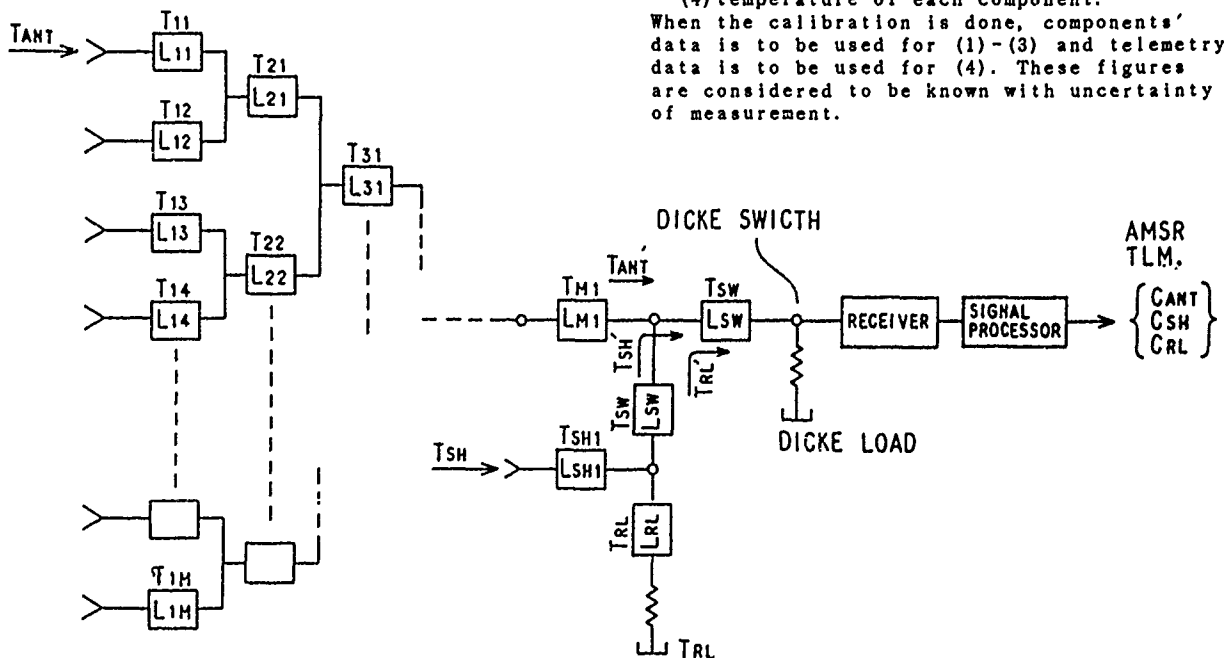 (4)temperature of each component.
When the calibration is done, components'
data is to be used for (1)-(3) and telemetry
data is to be used for (4). These figures
are considered to be known with uncertainty
of measurement.
TANT
T11
L11
T21
L21
T12
L12
T31
L31
T13
L13
T22
L22
T14
L14
DICKE SWICTH
AMSR
TLM.
TANT'
TM1
LM1
TSW
LSW
RECEIVER
SIGNAL
PROCESSOR
CANT
CSH
CRL
TSH'
TRL'
TSW
LSW
DICKE LOAD
TSH
TSH1
LSH1
TRL
LRL
T1M
L1M
TRL